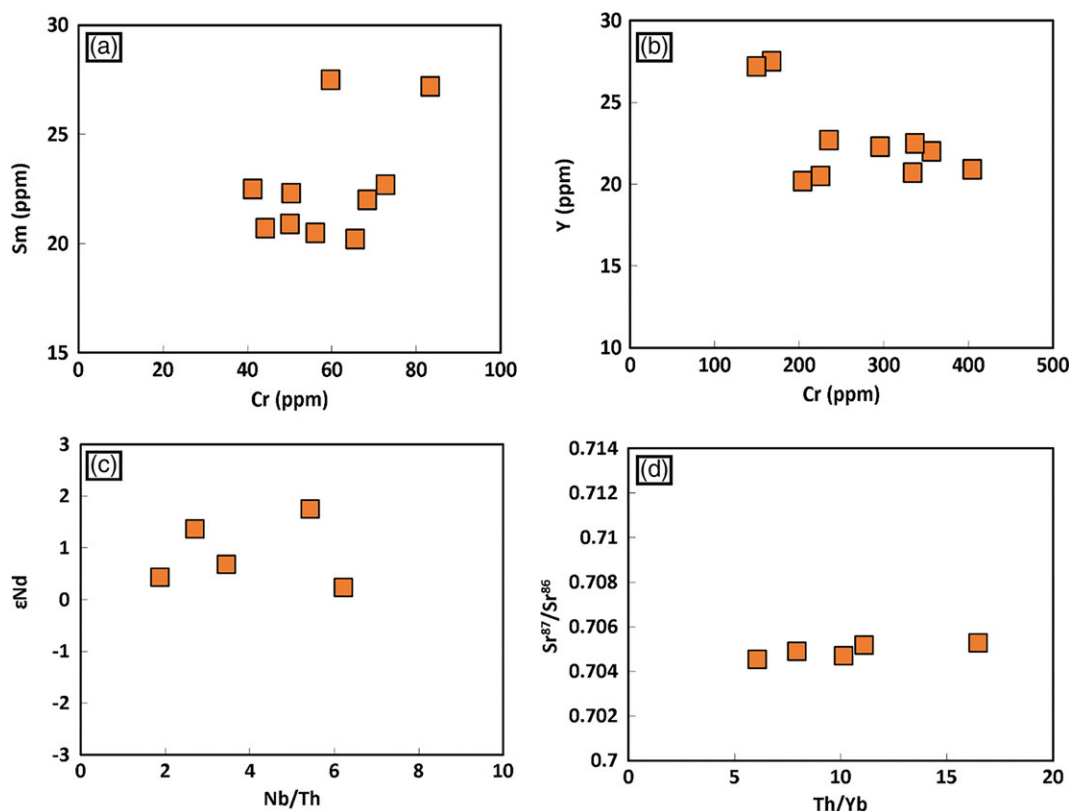 (a)
30
25
20
15
Sm (ppm)
0 20 40 60 80 100
Cr (ppm)
(b)
30
25
20
15
10
Y (ppm)
0 100 200 300 400 500
Cr (ppm)
(c)
3
2
1
0
-1
-2
-3
εNd
0 2 4 6 8 10
Nb/Th
(d)
0.714
0.712
0.71
0.708
0.706
0.704
0.702
0.7
Sr⁸⁷/Sr⁸⁶
0 5 10 15 20
Th/Yb